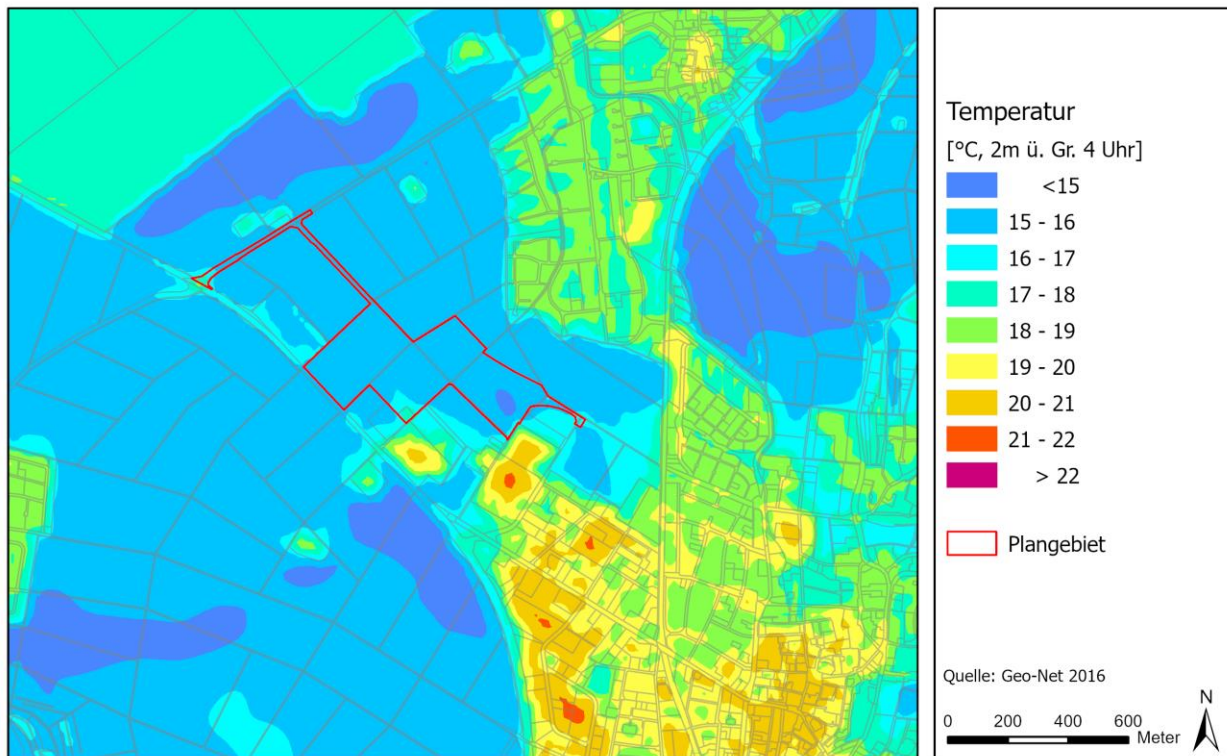 Temperatur
[°C, 2m ü. Gr. 4 Uhr]
<15
15 - 16
16 - 17
17 - 18
18 - 19
19 - 20
20 - 21
21 - 22
> 22
Plangebiet
Quelle: Geo-Net 2016
N
0 200 400 600
Meter